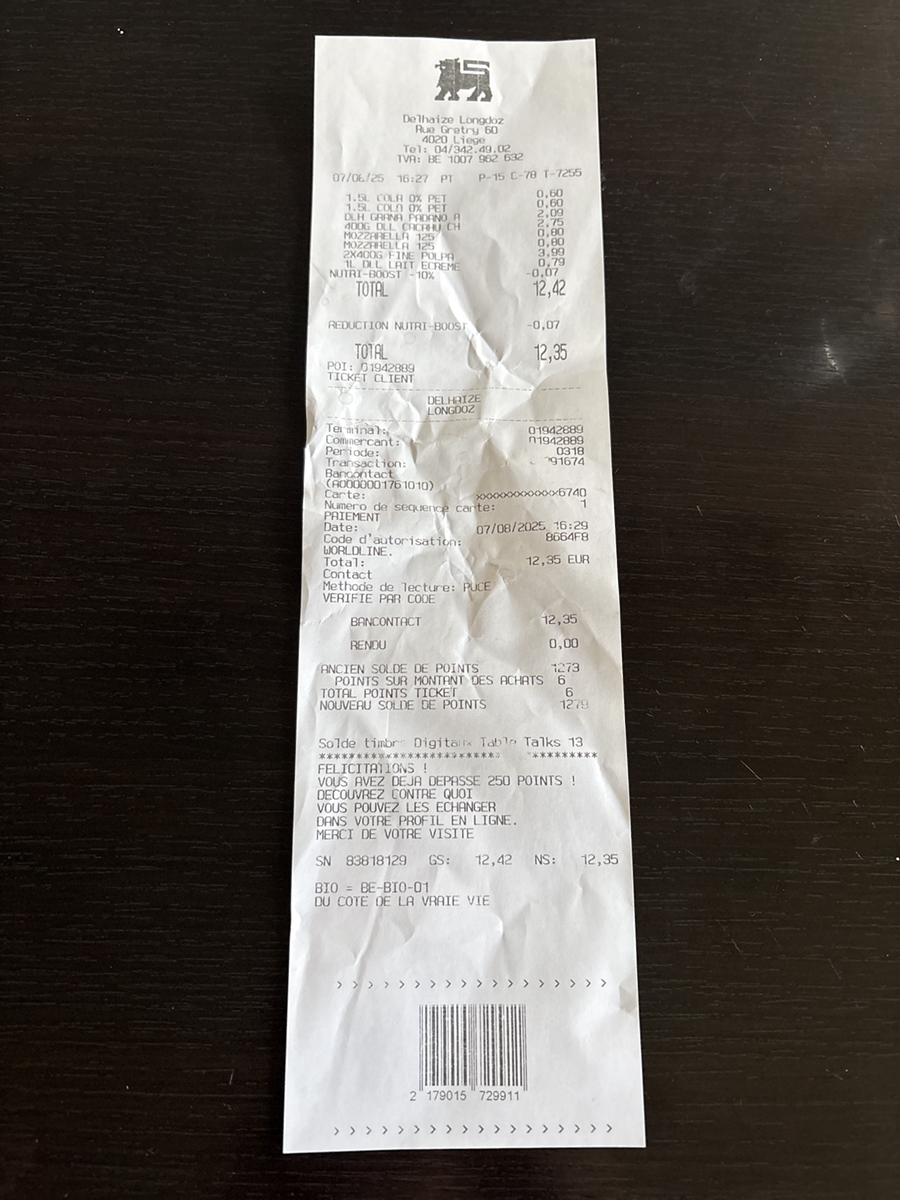 Delhaize Longdoz
Rue Gretry 60
4020 Liege
Tel: 04/342.49.02
TVA: BE 1007 962 632
16:27 PT P-15 C-78 T-7255
1.5L COLA 0% PET 0,60
1.5L COLA 0% PET 0,60
DLH GRANA PADANO A 2,09
400G DLL CACAHU CH 2,75
MOZZARELLA 125 0,80
MOZZARELLA 125 0,80
2X400G FINE POLPA 3,99
1L DLL LAIT ECREME 0,79
NUTRI-BOOST -10% -0,07
TOTAL 12,42
REDUCTION NUTRI-BOOST -0,07
TOTAL 12,35
POI: 01942889
TICKET CLIENT
DELHAIZE
LONGDOZ
Terminal: 01942889
Commercant: 01942889
Periode: 0318
Transaction: 91674
Bancontact
(A0000001761010)
Carte: xxxxxxxxxxxxx6740
Numero de sequence carte: 1
PAIEMENT
Date: 07/08/2025 16:29
Code d'autorisation: 8664F8
WORLDLINE.
Total: 12,35 EUR
Contact
Methode de lecture: PUCE
VERIFIE PAR CODE
BANCONTACT 12,35
RENDU 0,00
ANCIEN SOLDE DE POINTS 1273
POINTS SUR MONTANT DES ACHATS 6
TOTAL POINTS TICKET 6
NOUVEAU SOLDE DE POINTS 1279
Solde Digitaux Table Talks 13
**************************** *********
FELICITATIONS !
VOUS AVEZ DEJA DEPASSE 250 POINTS !
DECOUVREZ CONTRE QUOI
VOUS POUVEZ LES ECHANGER
DANS VOTRE PROFIL EN LIGNE.
MERCI DE VOTRE VISITE
SN 83818129 GS: 12,42 NS: 12,35
BIO = BE-BIO-01
DU COTE DE LA VRAIE VIE
> > > > > > > > > > > > > > > > > >
2 179015 729911
> > > > > > > > > > > > > > > > > > >